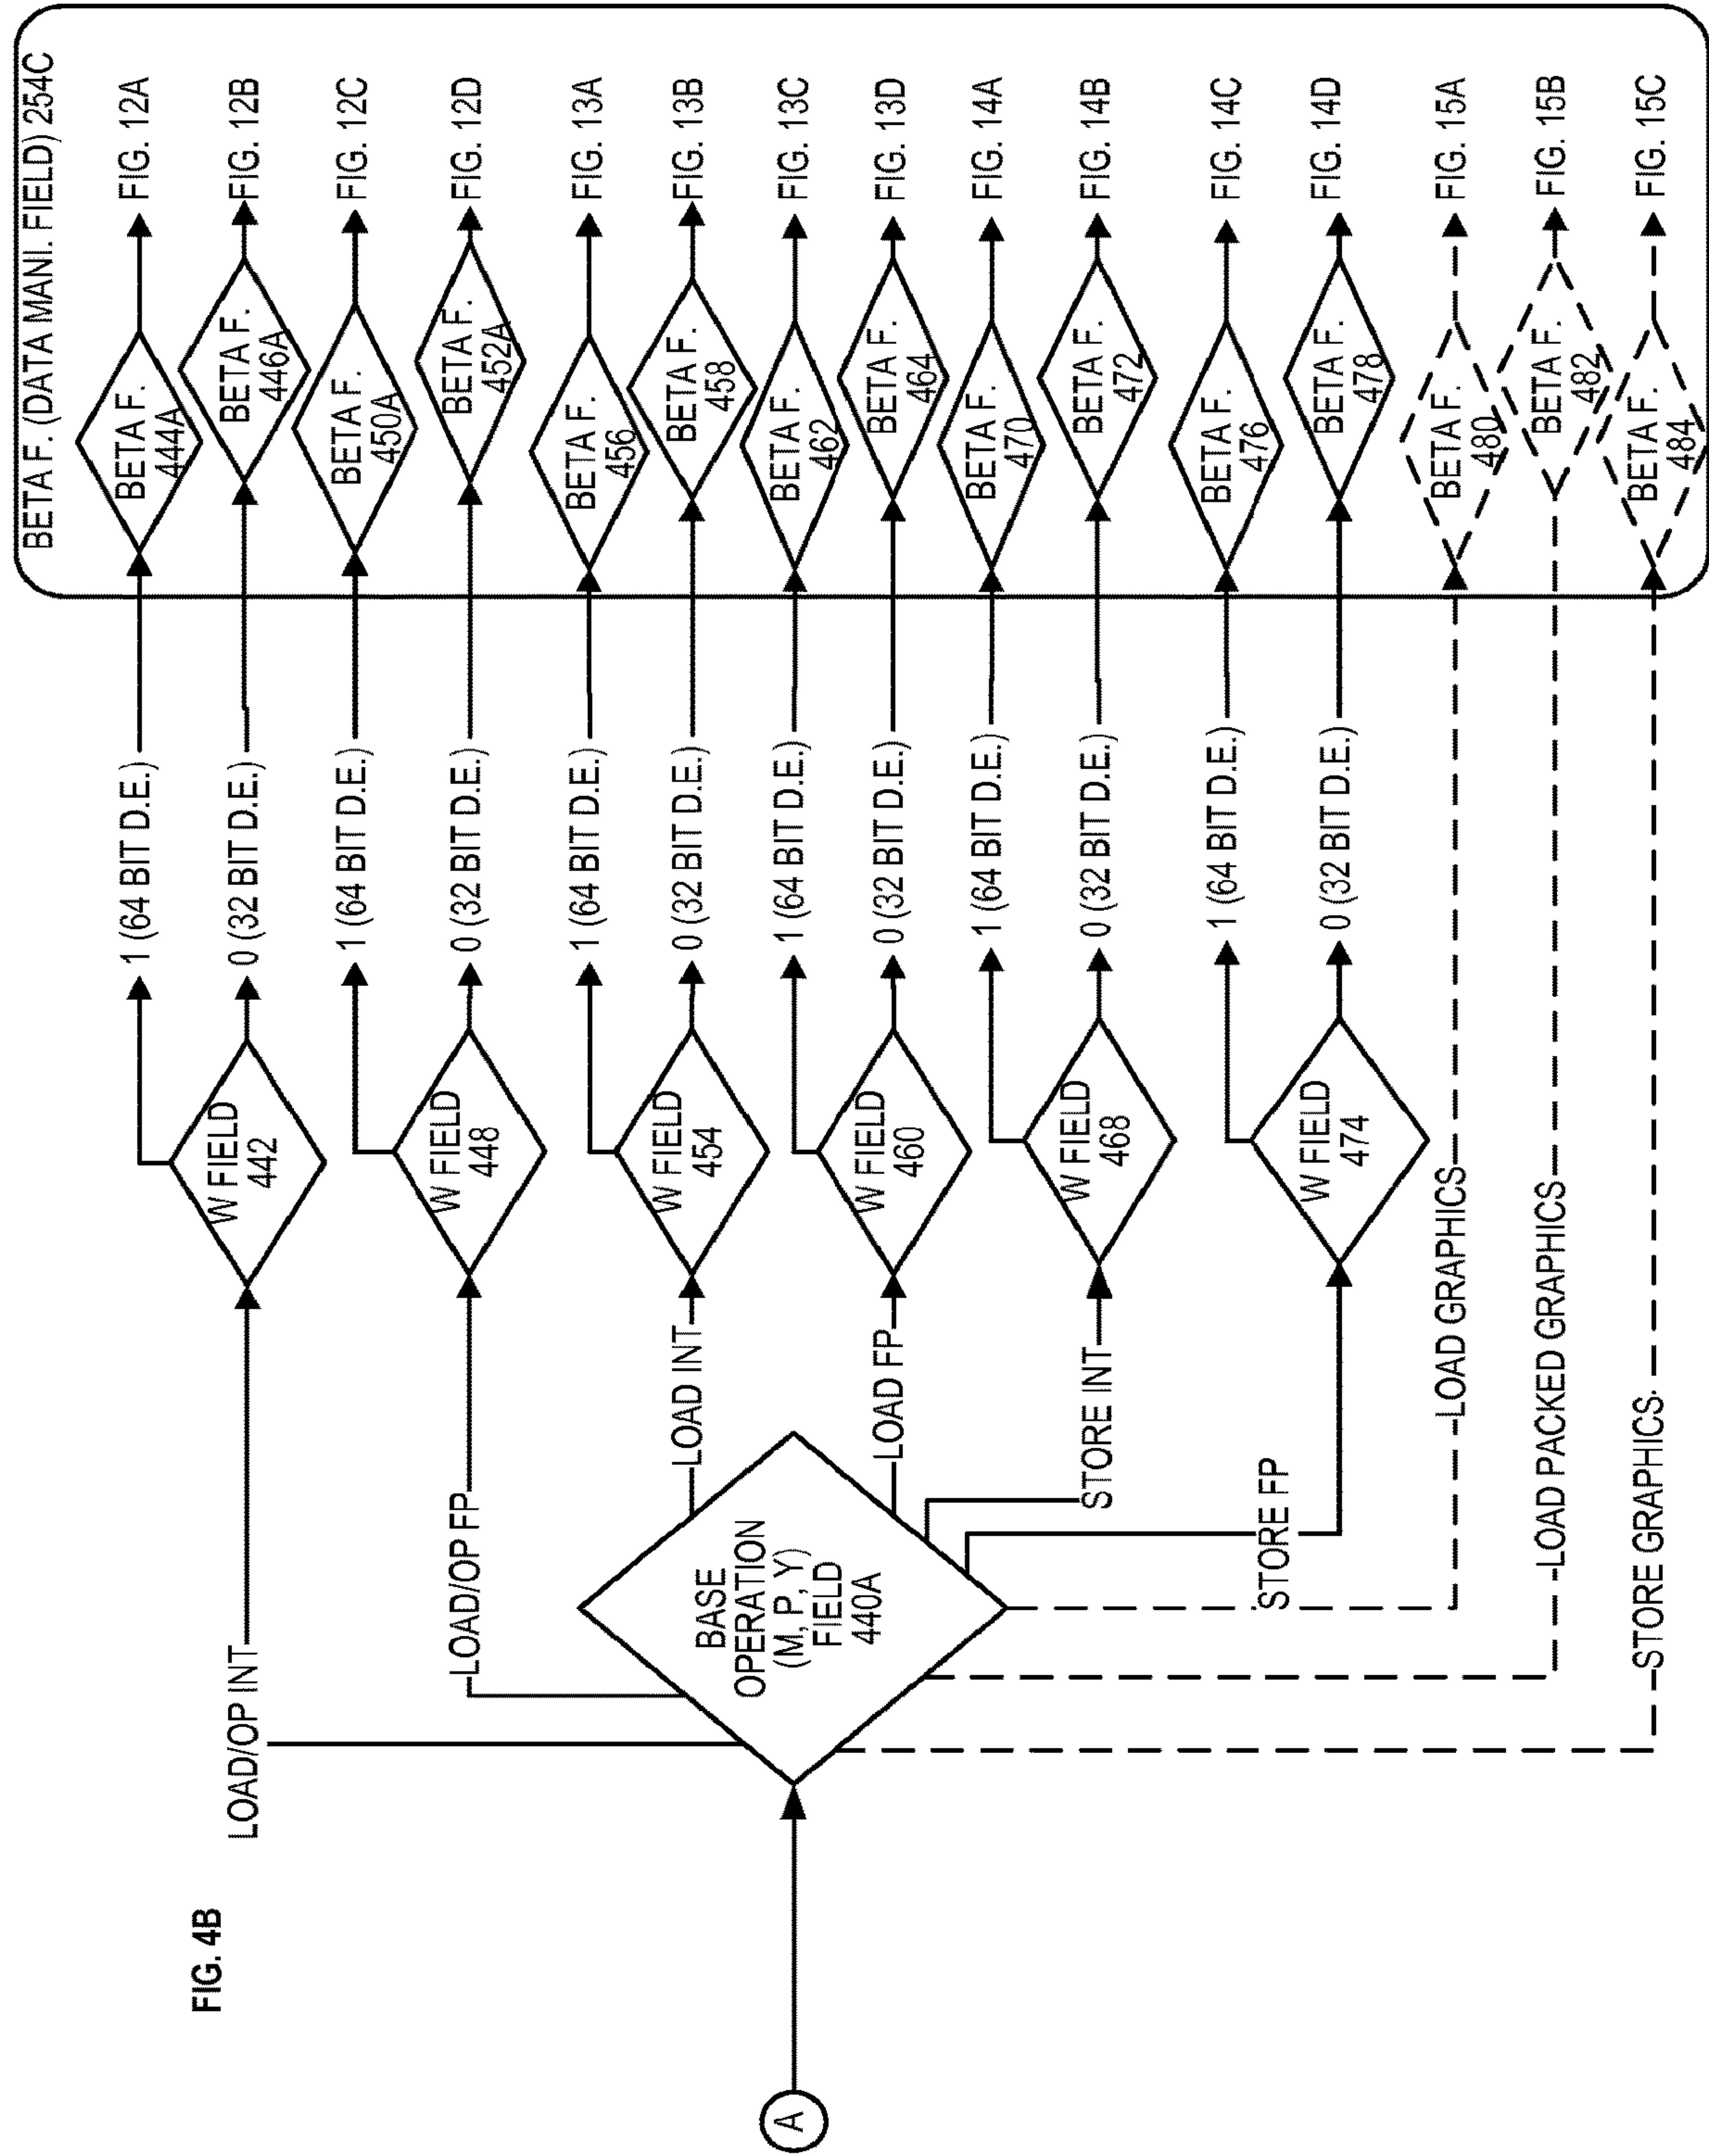 FIG. 4B
A
BASE
OPERATION
(M, P, Y)
FIELD
440A
LOAD/OP INT
W FIELD
442
1 (64 BIT D.E.)
0 (32 BIT D.E.)
LOAD/OP FP
W FIELD
448
1 (64 BIT D.E.)
0 (32 BIT D.E.)
LOAD INT
W FIELD
454
1 (64 BIT D.E.)
0 (32 BIT D.E.)
LOAD FP
W FIELD
460
1 (64 BIT D.E.)
0 (32 BIT D.E.)
STORE INT
W FIELD
468
1 (64 BIT D.E.)
0 (32 BIT D.E.)
STORE FP
W FIELD
474
1 (64 BIT D.E.)
0 (32 BIT D.E.)
LOAD GRAPHICS
LOAD PACKED GRAPHICS
STORE GRAPHICS
BETA F. (DATA MANI. FIELD) 254C
BETA F.
444A
FIG. 12A
BETA F.
446A
FIG. 12B
BETA F.
450A
FIG. 12C
BETA F.
452A
FIG. 12D
BETA F.
456
FIG. 13A
BETA F.
458
FIG. 13B
BETA F.
462
FIG. 13C
BETA F.
464
FIG. 13D
BETA F.
470
FIG. 14A
BETA F.
472
FIG. 14B
BETA F.
476
FIG. 14C
BETA F.
478
FIG. 14D
BETA F.
480
FIG. 15A
BETA F.
482
FIG. 15B
BETA F.
484
FIG. 15C